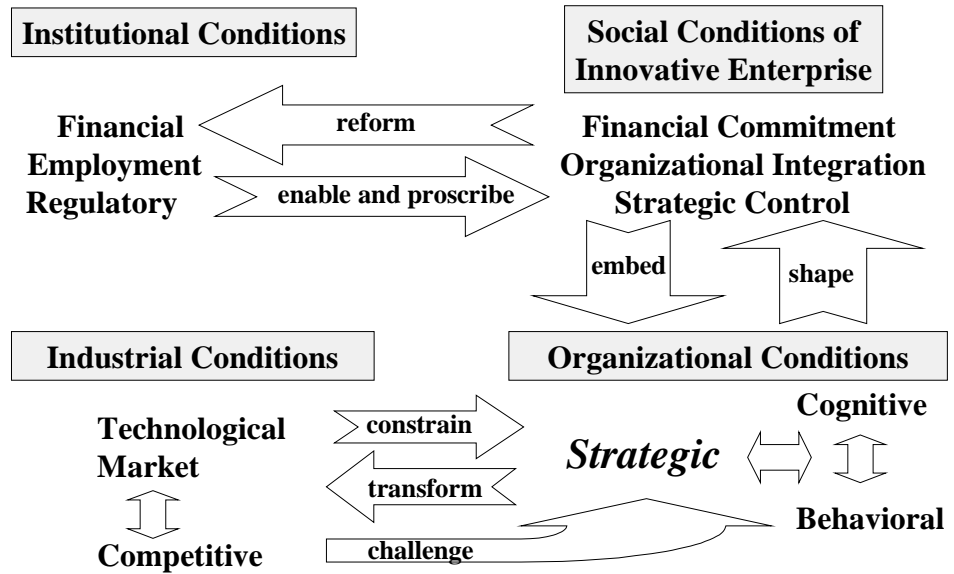 Institutional Conditions
Social Conditions of
Innovative Enterprise
Financial
Employment
Regulatory
reform
enable and proscribe
Financial Commitment
Organizational Integration
Strategic Control
embed
shape
Industrial Conditions
Organizational Conditions
Technological
Market
Competitive
constrain
transform
challenge
Strategic
Cognitive
Behavioral